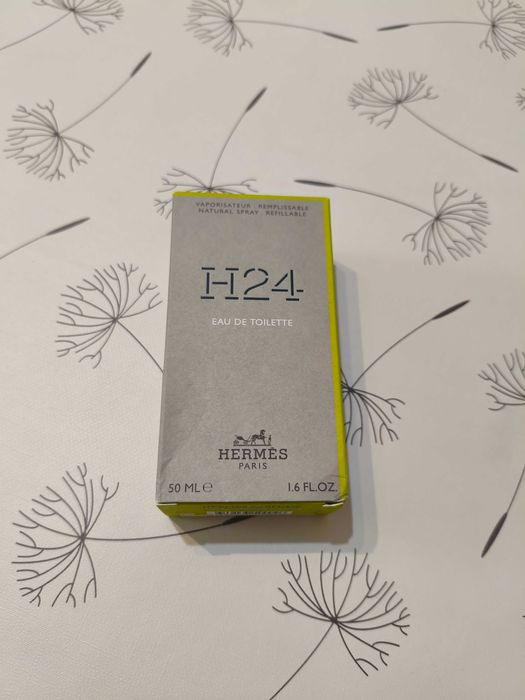 VAPORISATEUR . REMPLISSABLE
NATURAL SPRAY . REFILLABLE
H24
EAU DE TOILETTE
HERMÈS
PARIS
50 ML e 1.6 FL.OZ.